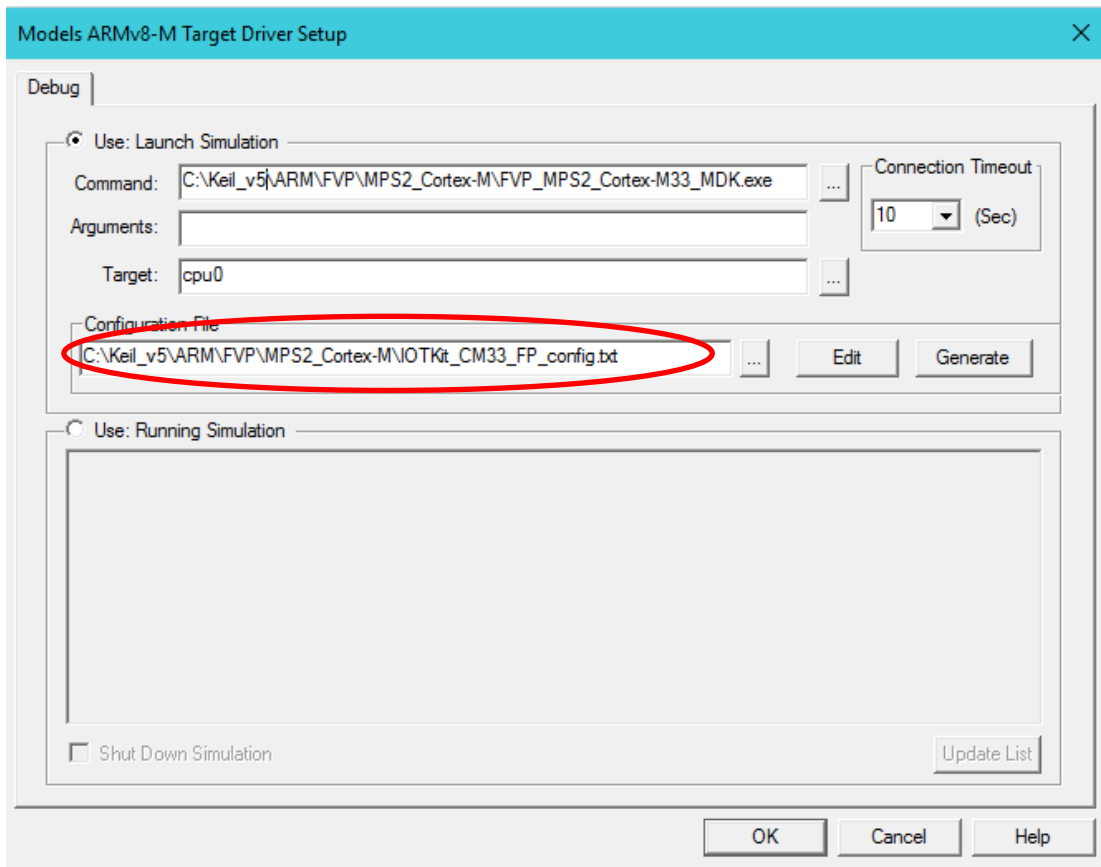 Models ARMv8-M Target Driver Setup
Debug
Use: Launch Simulation
Command: C:\Keil_v5\ARM\FVP\MPS2_Cortex-M\FVP_MPS2_Cortex-M33_MDK.exe ...
Connection Timeout
10 (Sec)
Arguments:
Target: cpu0 ...
Configuration File
C:\Keil_v5\ARM\FVP\MPS2_Cortex-M\IOTKit_CM33_FP_config.txt ... Edit Generate
Use: Running Simulation
Shut Down Simulation Update List
OK Cancel Help